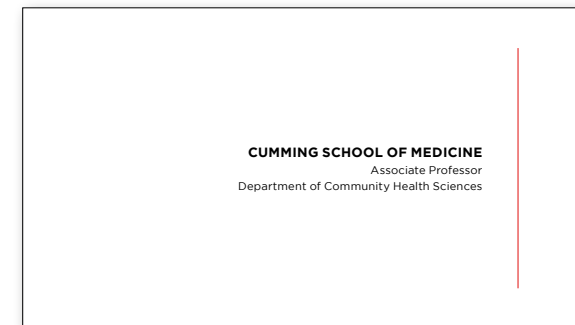 CUMMING SCHOOL OF MEDICINE
Associate Professor
Department of Community Health Sciences